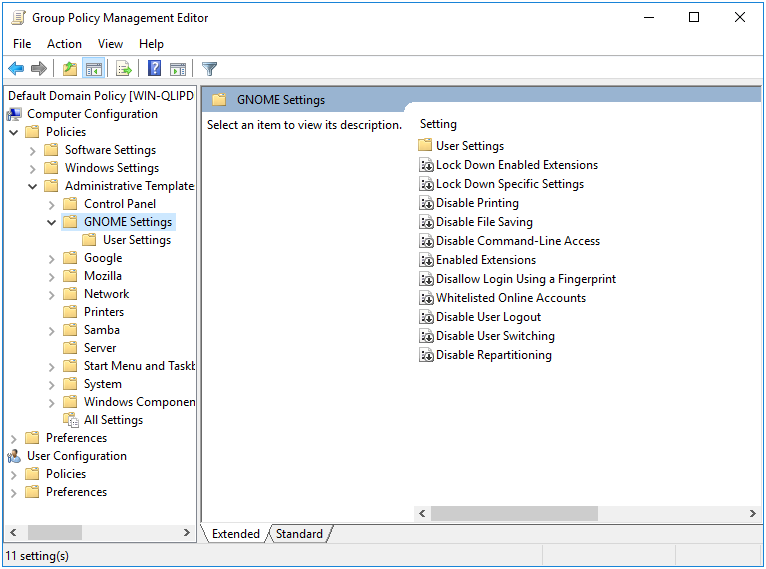 Group Policy Management Editor
File Action View Help
Default Domain Policy [WIN-QLIPD
Computer Configuration
Policies
Software Settings
Windows Settings
Administrative Template
Control Panel
GNOME Settings
User Settings
Google
Mozilla
Network
Printers
Samba
Server
Start Menu and Taskb
System
Windows Componen
All Settings
Preferences
User Configuration
Policies
Preferences
GNOME Settings
Select an item to view its description.
Setting
User Settings
Lock Down Enabled Extensions
Lock Down Specific Settings
Disable Printing
Disable File Saving
Disable Command-Line Access
Enabled Extensions
Disallow Login Using a Fingerprint
Whitelisted Online Accounts
Disable User Logout
Disable User Switching
Disable Repartitioning
Extended Standard
11 setting(s)